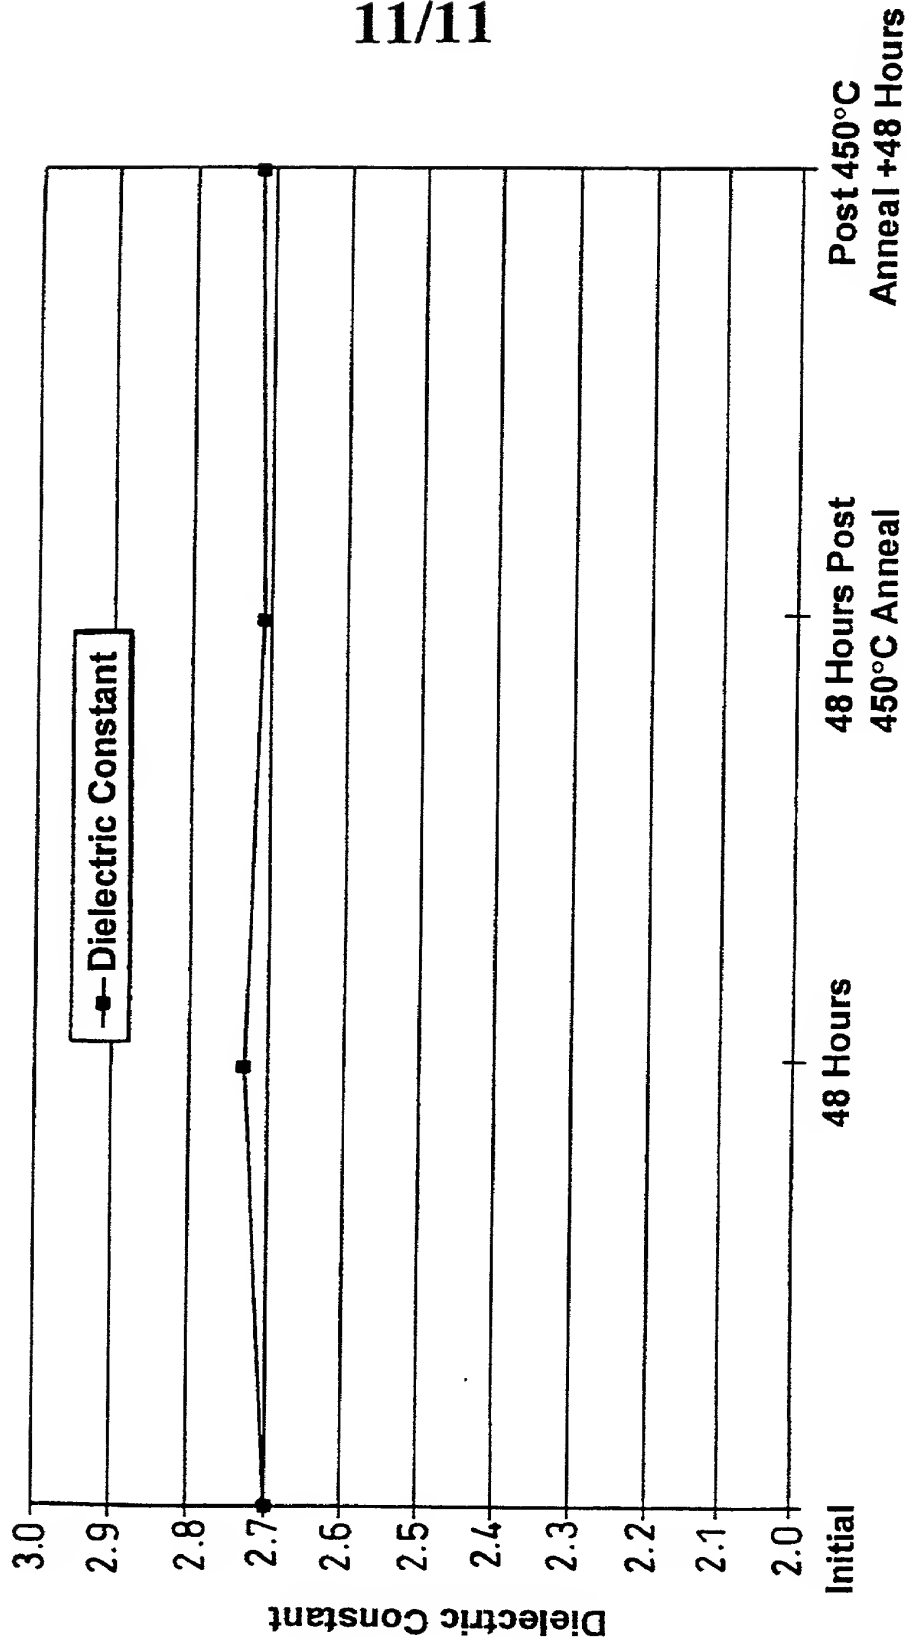 11/11
Dielectric Constant
3.0
2.9
2.8
2.7
2.6
2.5
2.4
2.3
2.2
2.1
2.0
Dielectric Constant
Initial
48 Hours
48 Hours Post
450°C Anneal
Post 450°C
Anneal +48 Hours